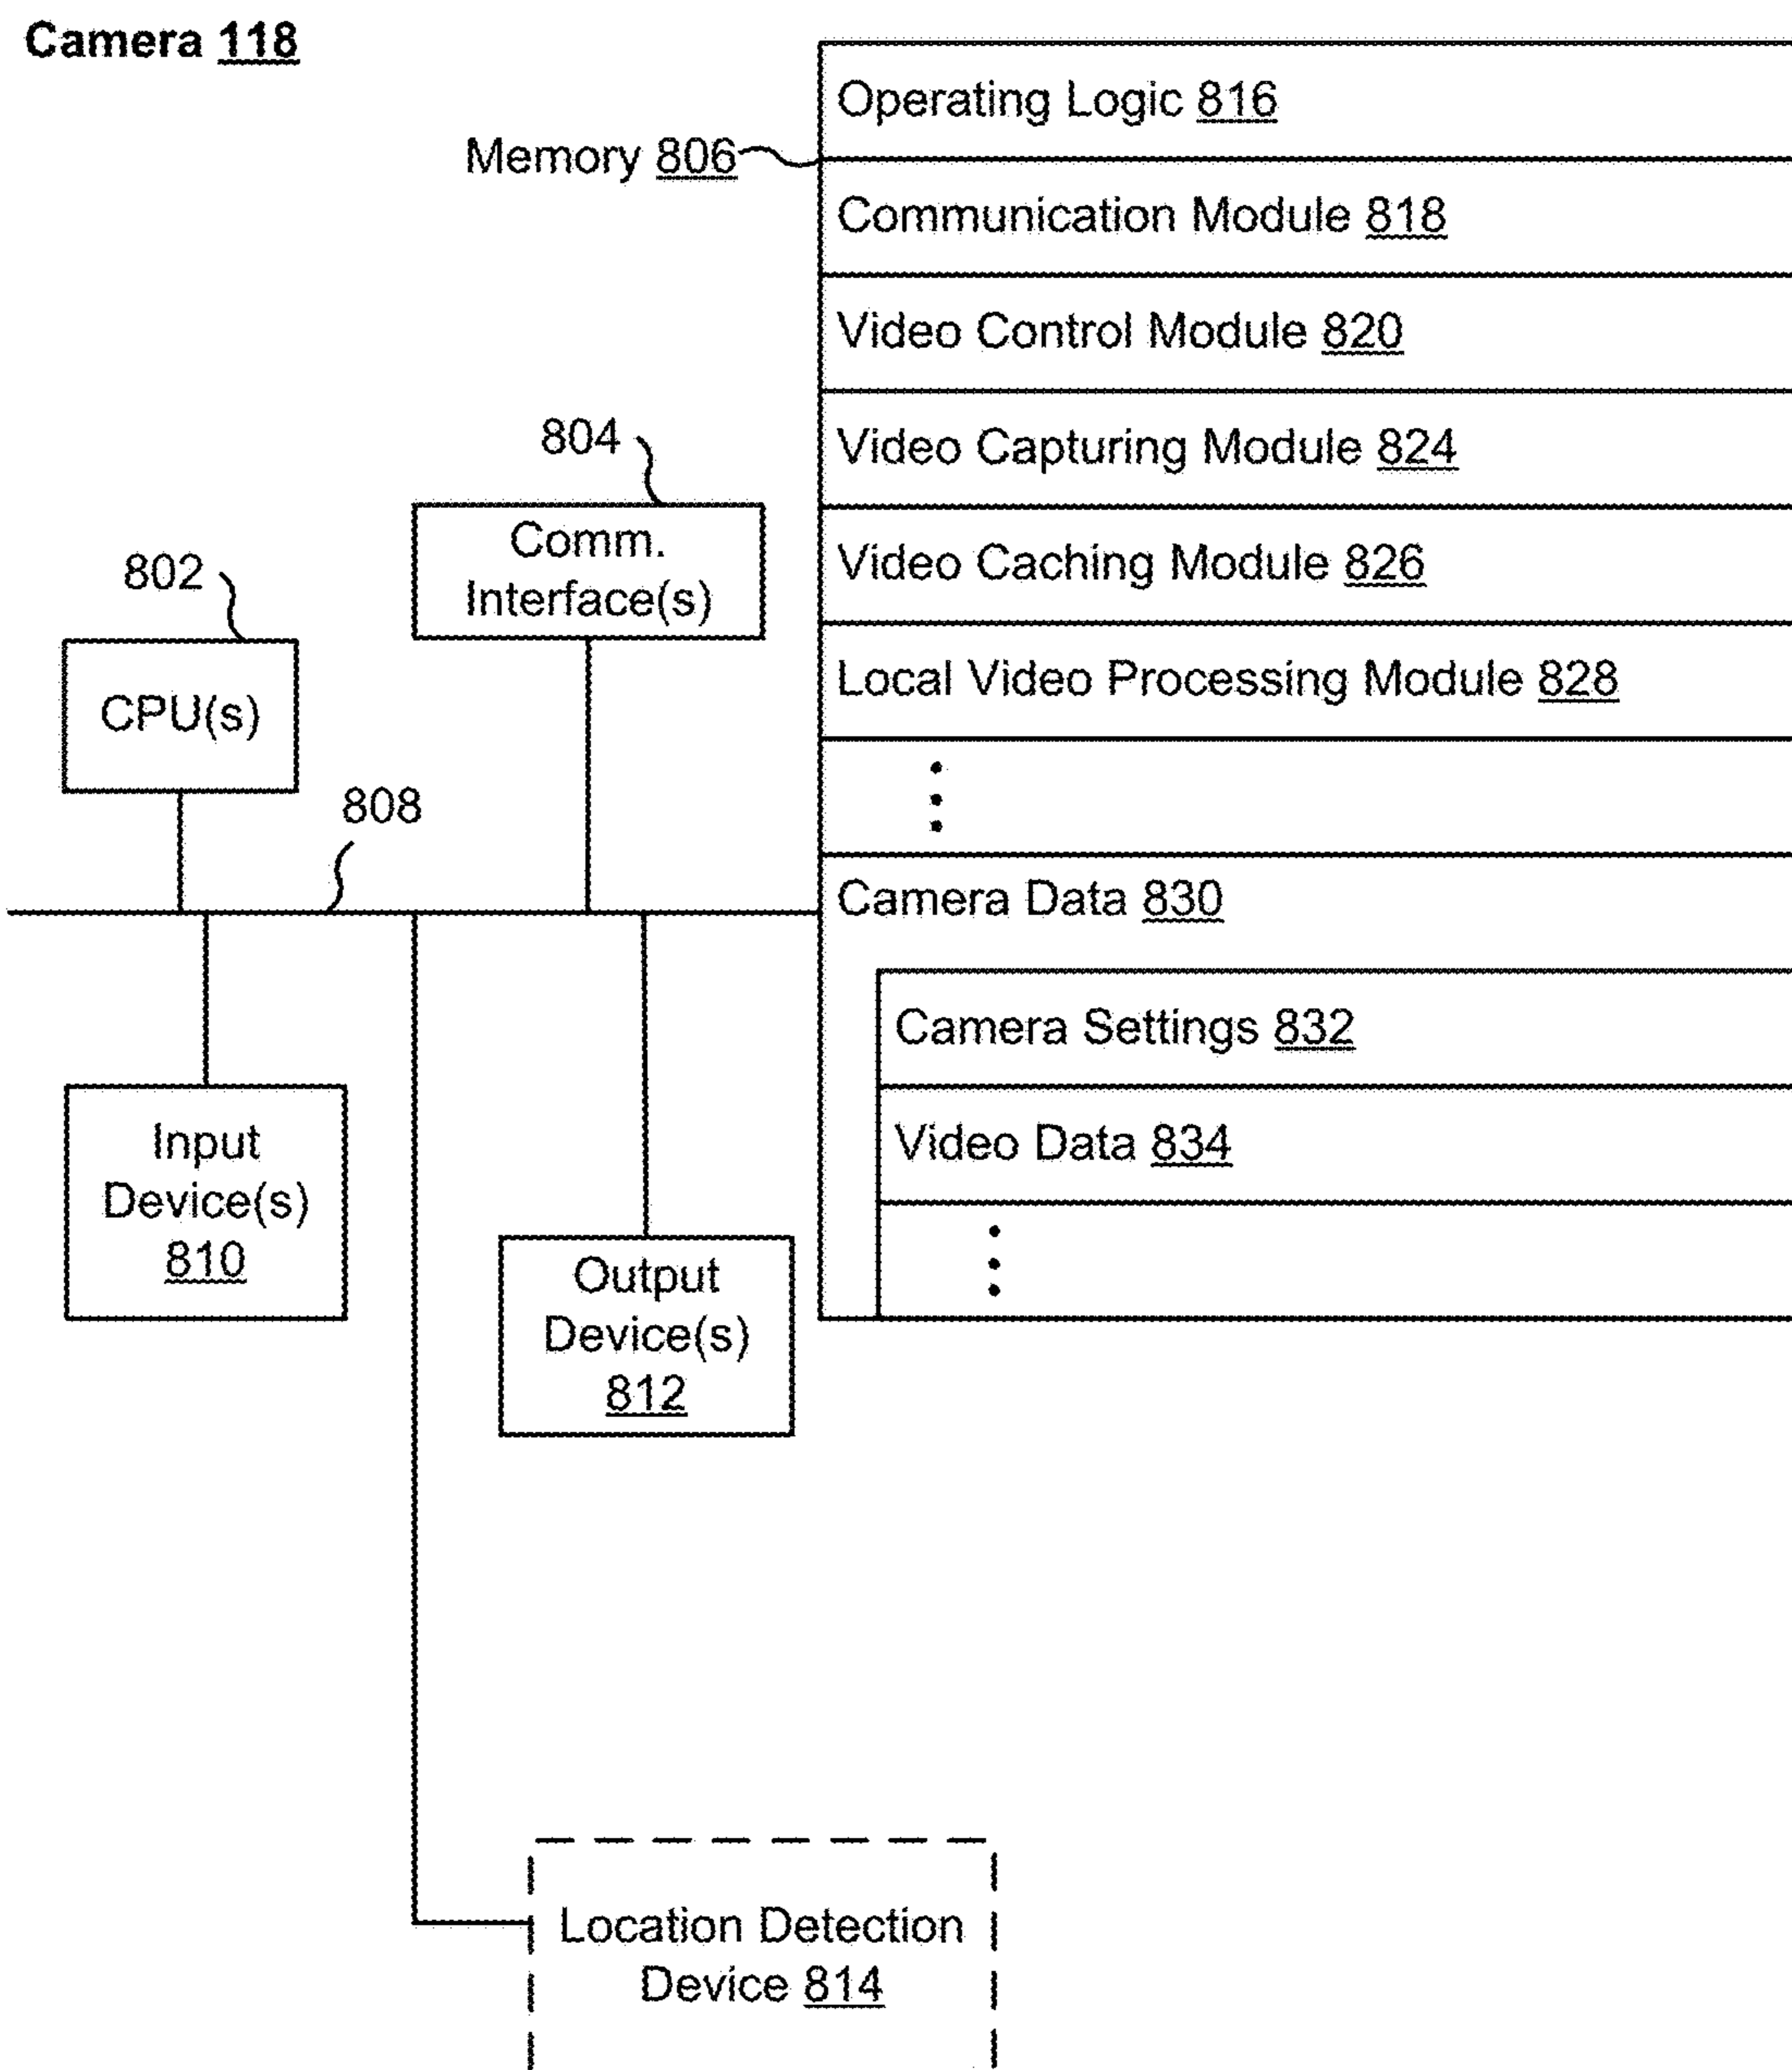 Camera 118
Operating Logic 816
Memory 806
Communication Module 818
Video Control Module 820
Video Capturing Module 824
804
Comm.
Interface(s)
Video Caching Module 826
802
CPU(s)
Local Video Processing Module 828
808
Camera Data 830
Camera Settings 832
Video Data 834
Input
Device(s)
810
Output
Device(s)
812
Location Detection
Device 814